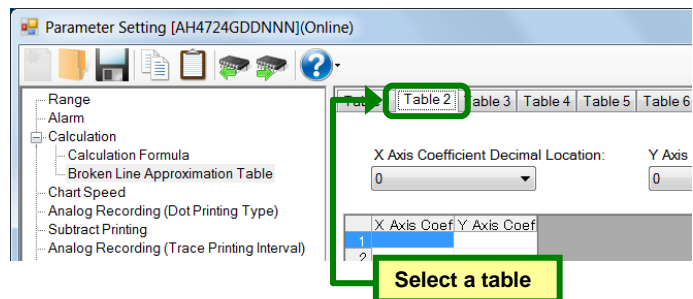 Parameter Setting [AH4724GDDNNN](Online)
Range
Alarm
Calculation
Calculation Formula
Broken Line Approximation Table
Chart Speed
Analog Recording (Dot Printing Type)
Subtract Printing
Analog Recording (Trace Printing Interval)
Table 2 Table 3 Table 4 Table 5 Table 6
X Axis Coefficient Decimal Location: Y Axis
0 0
X Axis Coef Y Axis Coef
1
2
Select a table